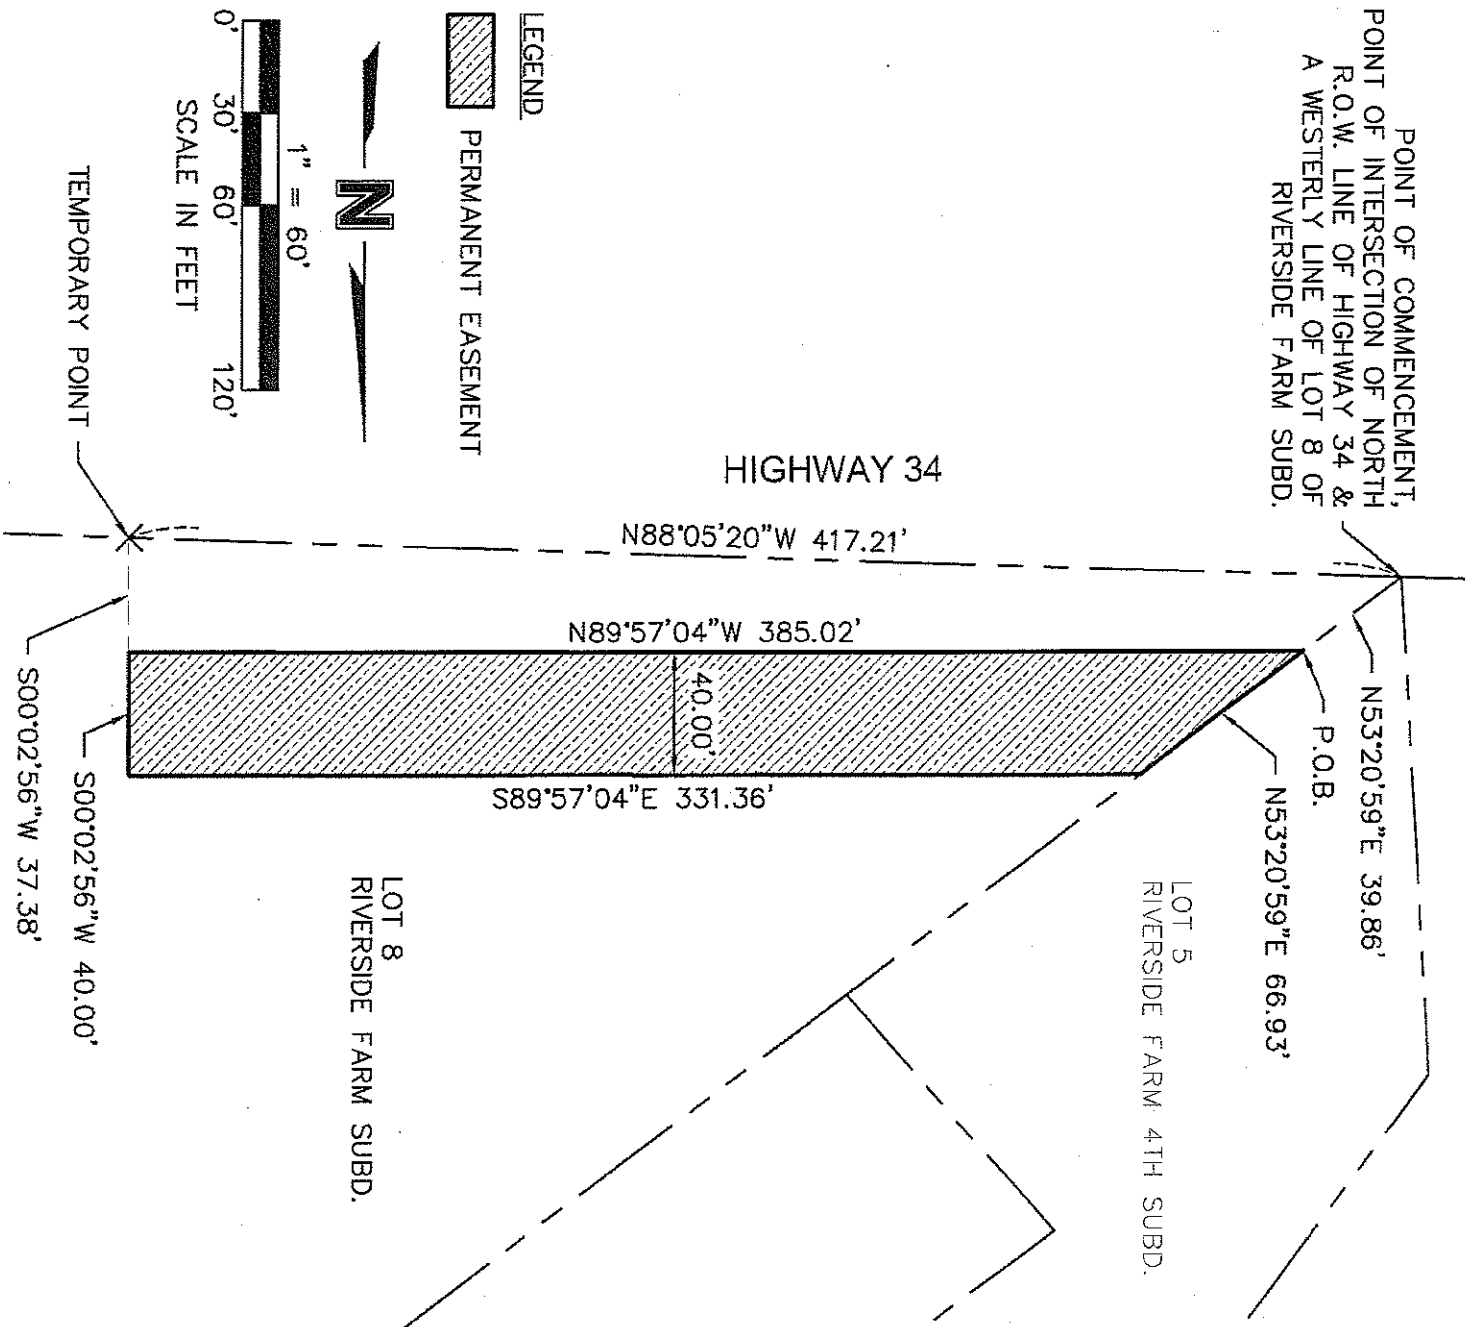 POINT OF COMMENCEMENT,
POINT OF INTERSECTION OF NORTH
R.O.W. LINE OF HIGHWAY 34 &
A WESTERLY LINE OF LOT 8 OF
RIVERSIDE FARM SUBD.
LEGEND
PERMANENT EASEMENT
N
1" = 60'
0' 30' 60' 120'
SCALE IN FEET
TEMPORARY POINT
HIGHWAY 34
N88°05'20"W 417.21'
N53°20'59"E 39.86'
P.O.B.
N53°20'59"E 66.93'
N89°57'04"W 385.02'
40.00'
S89°57'04"E 331.36'
LOT 5
RIVERSIDE FARM 4TH SUBD.
LOT 8
RIVERSIDE FARM SUBD.
S00°02'56"W 40.00'
S00°02'56"W 37.38'